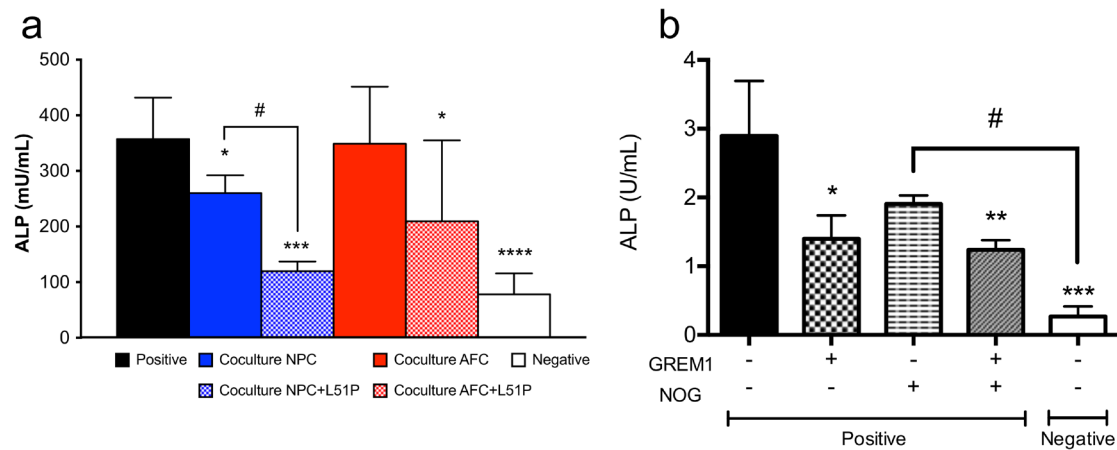 a
500
400
300
200
100
0
ALP (mU/mL)
*
#
***
*
****
Positive
Coculture NPC
Coculture AFC
Negative
Coculture NPC+L51P
Coculture AFC+L51P
b
4
3
2
1
0
ALP (U/mL)
*
#
**
***
GREM1 - + - + -
NOG - - + + -
Positive Negative